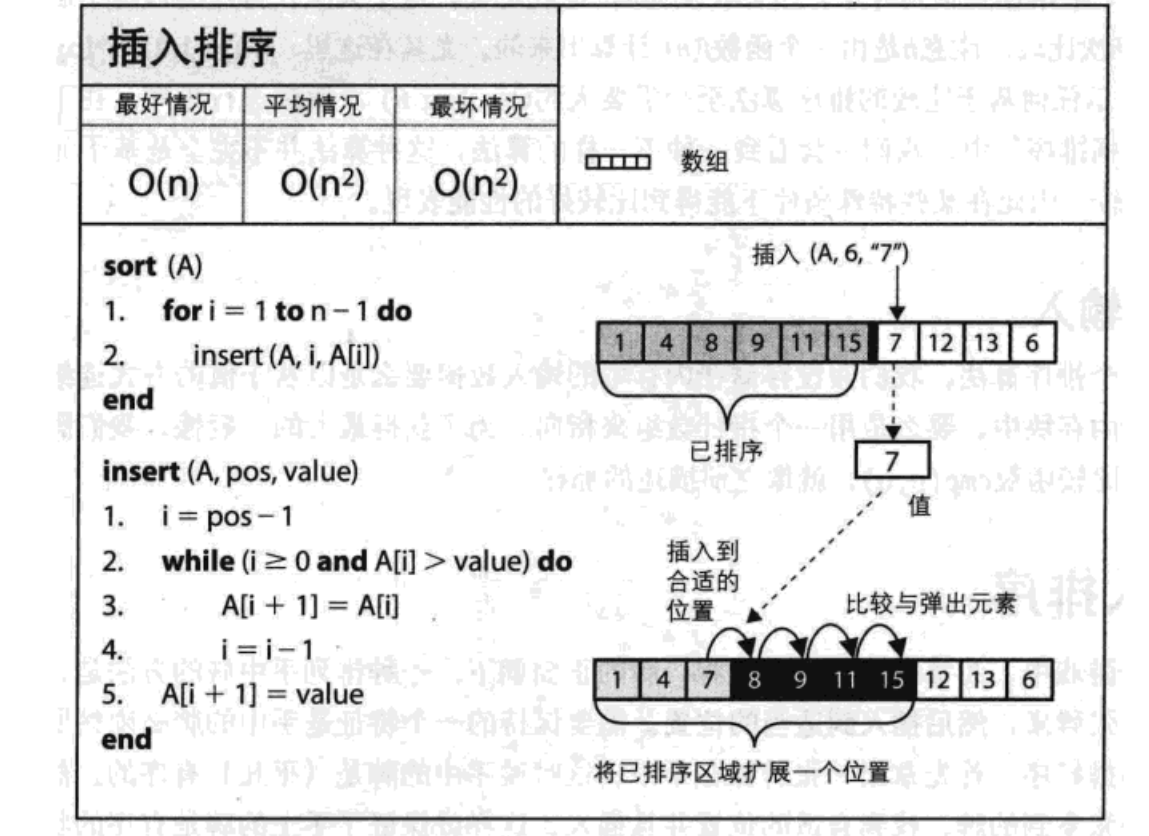 插入排序
最好情况 平均情况 最坏情况
O(n) O(n²) O(n²)
数组
sort (A)
1. for i = 1 to n – 1 do
2. insert (A, i, A[i])
end
insert (A, pos, value)
1. i = pos – 1
2. while (i ≥ 0 and A[i] > value) do
3. A[i + 1] = A[i]
4. i = i – 1
5. A[i + 1] = value
end
插入 (A, 6, “7”)
1 4 8 9 11 15 7 12 13 6
已排序
7
值
插入到
合适的
位置
比较与弹出元素
1 4 7 8 9 11 15 12 13 6
将已排序区域扩展一个位置